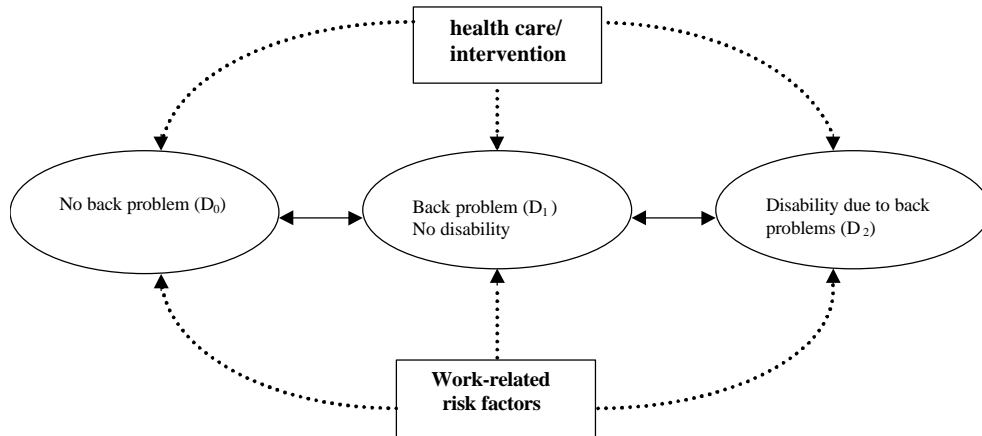 health care/
intervention
No back problem (D₀)
Back problem (D₁)
No disability
Disability due to back
problems (D₂)
Work-related
risk factors